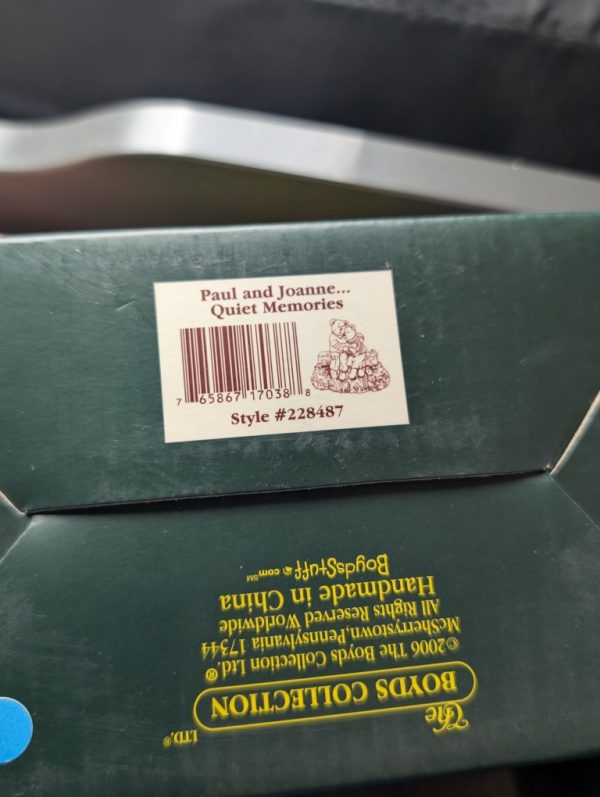 Paul and Joanne...
Quiet Memories
7 65867 17038 8
Style #228487
The
BOYDS COLLECTION
LTD.®
©2006 The Boyds Collection Ltd.®
McSherrystown, Pennsylvania 17344
All Rights Reserved Worldwide
Handmade in China
BoydsStuff.com℠